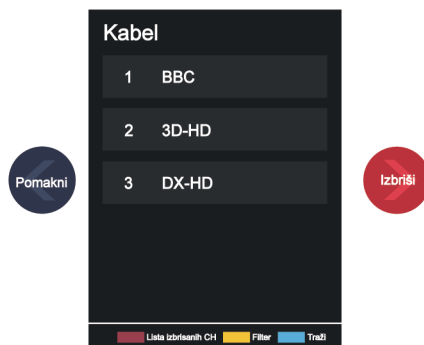 Kabel
1 BBC
2 3D-HD
3 DX-HD
Pomakni
Izbriši
Lista izbrisanih CH Filter Traži